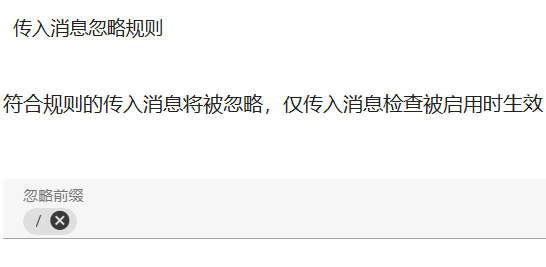 传入消息忽略规则
符合规则的传入消息将被忽略，仅传入消息检查被启用时生效
忽略前缀
/